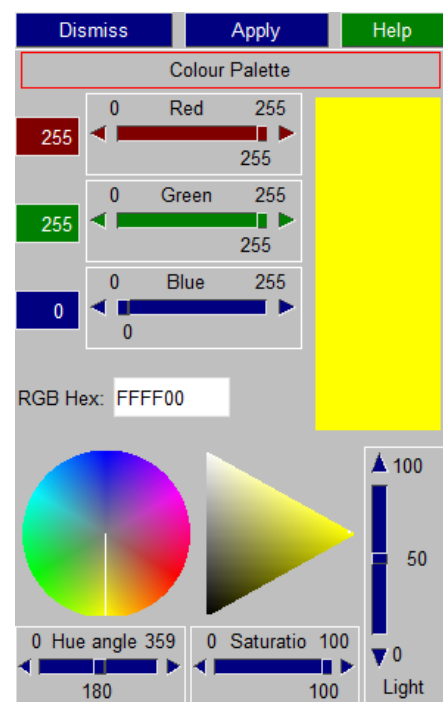 Dismiss Apply Help
Colour Palette
0 Red 255
255
255
0 Green 255
255
255
0 Blue 255
0
0
RGB Hex: FFFF00
100
50
0
Light
0 Hue angle 359
180
0 Saturatio 100
100